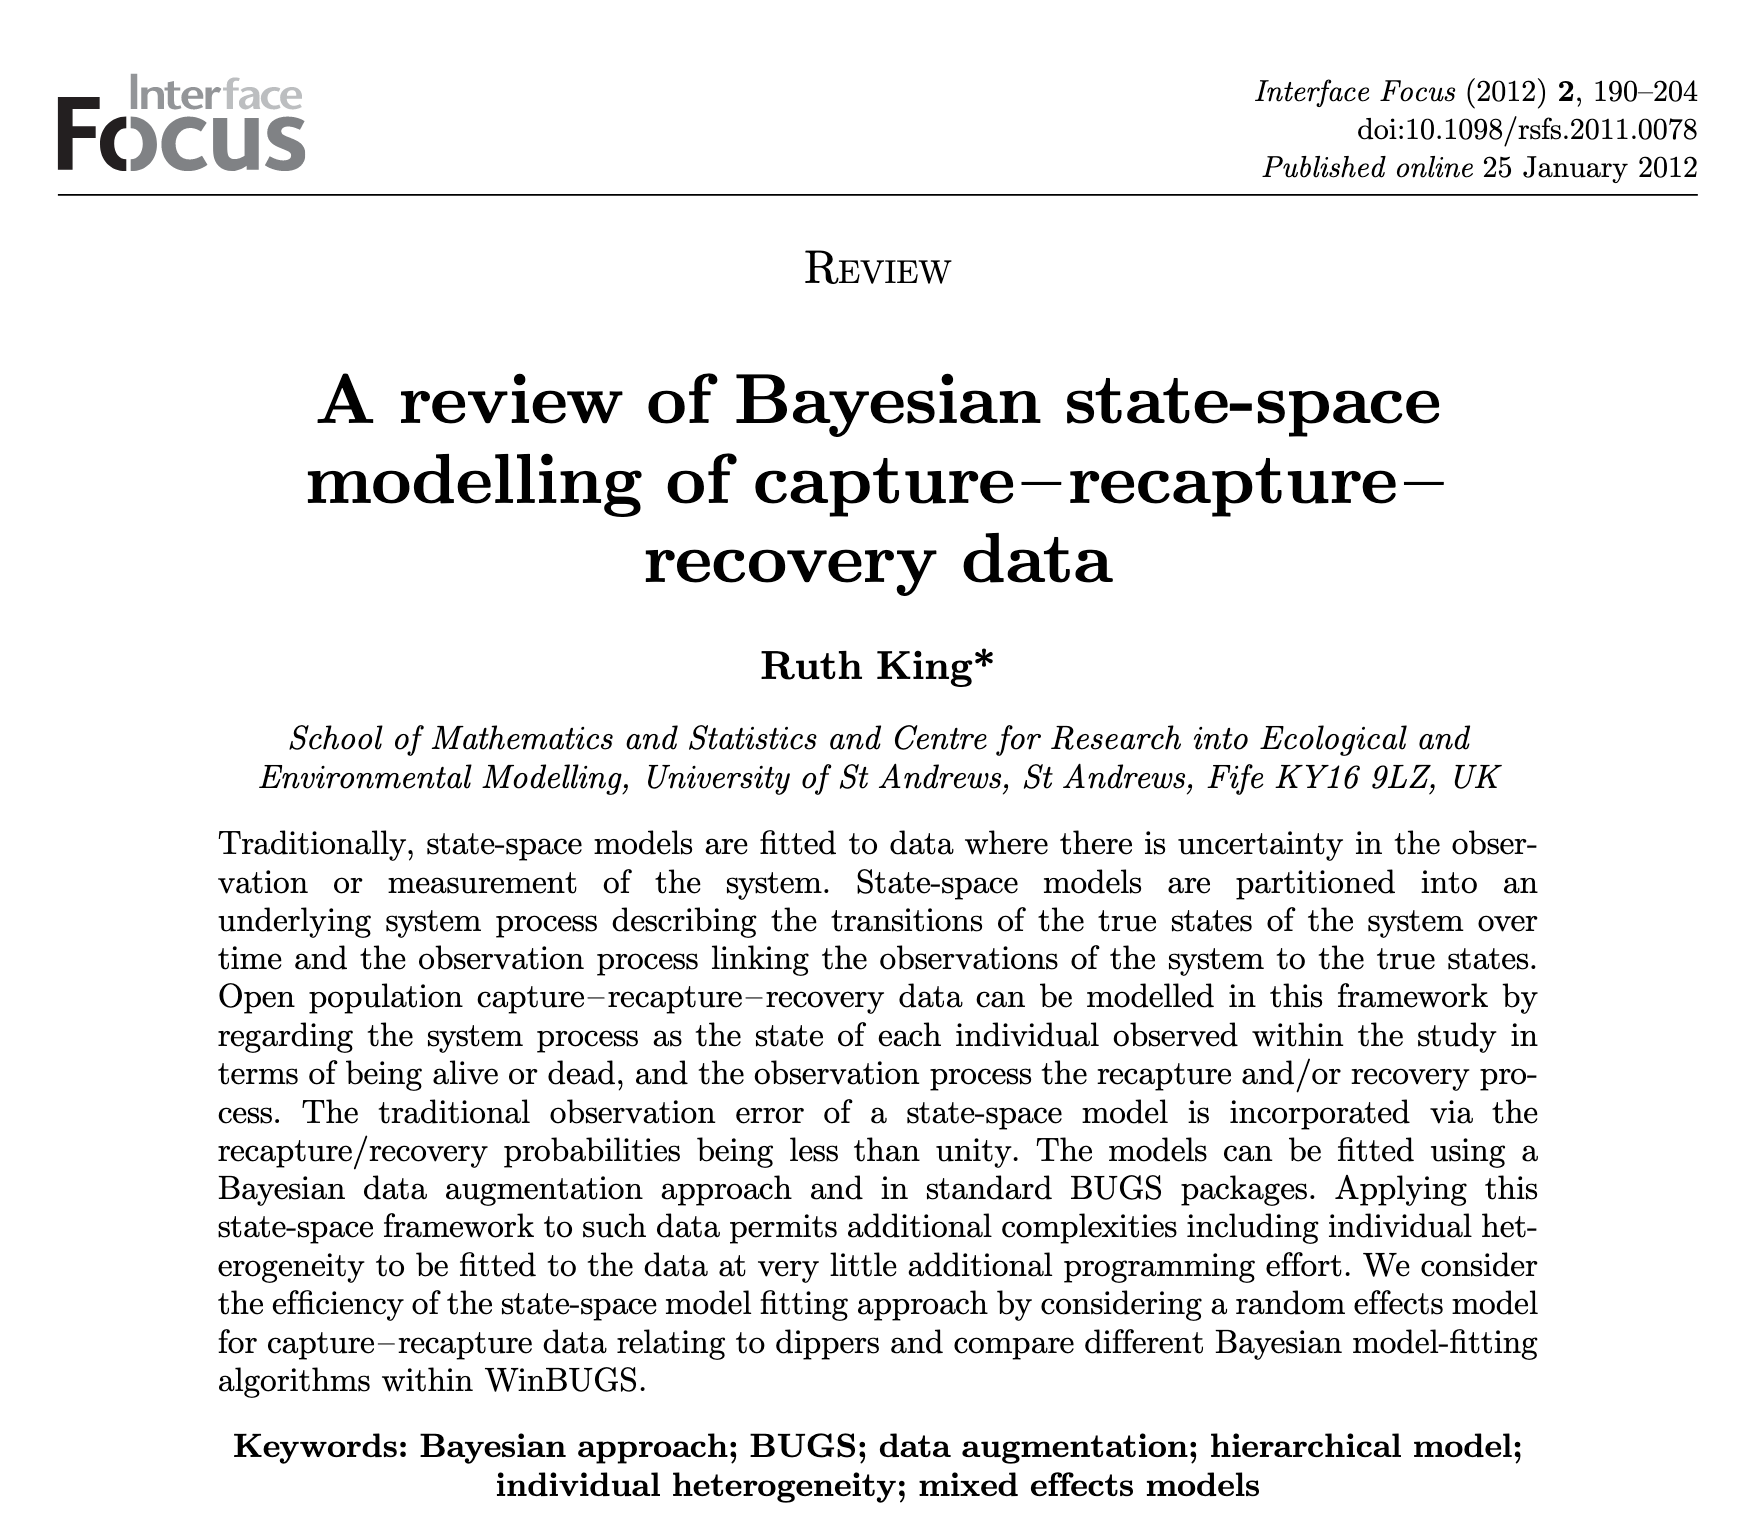 Interface
Focus
Interface Focus (2012) 2, 190–204
doi:10.1098/rsfs.2011.0078
Published online 25 January 2012
Review
A review of Bayesian state-space
modelling of capture–recapture–
recovery data
Ruth King*
School of Mathematics and Statistics and Centre for Research into Ecological and
Environmental Modelling, University of St Andrews, St Andrews, Fife KY16 9LZ, UK
Traditionally, state-space models are fitted to data where there is uncertainty in the obser-
vation or measurement of the system. State-space models are partitioned into an
underlying system process describing the transitions of the true states of the system over
time and the observation process linking the observations of the system to the true states.
Open population capture–recapture–recovery data can be modelled in this framework by
regarding the system process as the state of each individual observed within the study in
terms of being alive or dead, and the observation process the recapture and/or recovery pro-
cess. The traditional observation error of a state-space model is incorporated via the
recapture/recovery probabilities being less than unity. The models can be fitted using a
Bayesian data augmentation approach and in standard BUGS packages. Applying this
state-space framework to such data permits additional complexities including individual het-
erogeneity to be fitted to the data at very little additional programming effort. We consider
the efficiency of the state-space model fitting approach by considering a random effects model
for capture–recapture data relating to dippers and compare different Bayesian model-fitting
algorithms within WinBUGS.
Keywords: Bayesian approach; BUGS; data augmentation; hierarchical model;
individual heterogeneity; mixed effects models